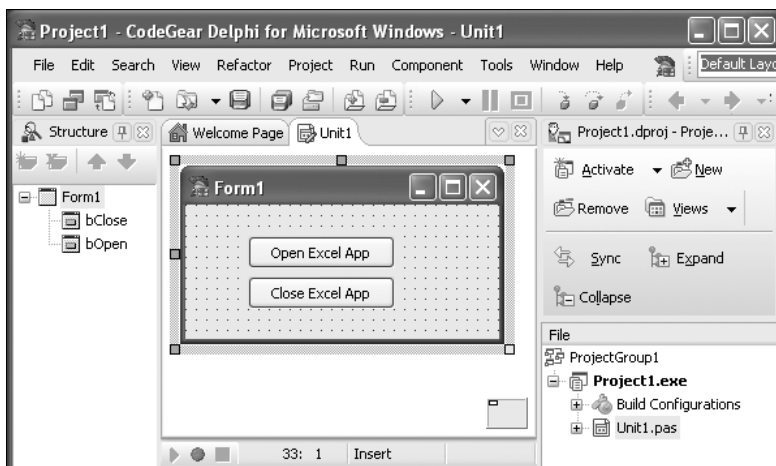 Project1 - CodeGear Delphi for Microsoft Windows - Unit1
File Edit Search View Refactor Project Run Component Tools Window Help
Default Layo
Structure
Welcome Page
Unit1
Project1.dproj - Proje...
Form1
bClose
bOpen
Form1
Open Excel App
Close Excel App
Activate
New
Remove
Views
Sync
Expand
Collapse
File
ProjectGroup1
Project1.exe
Build Configurations
Unit1.pas
33: 1 Insert